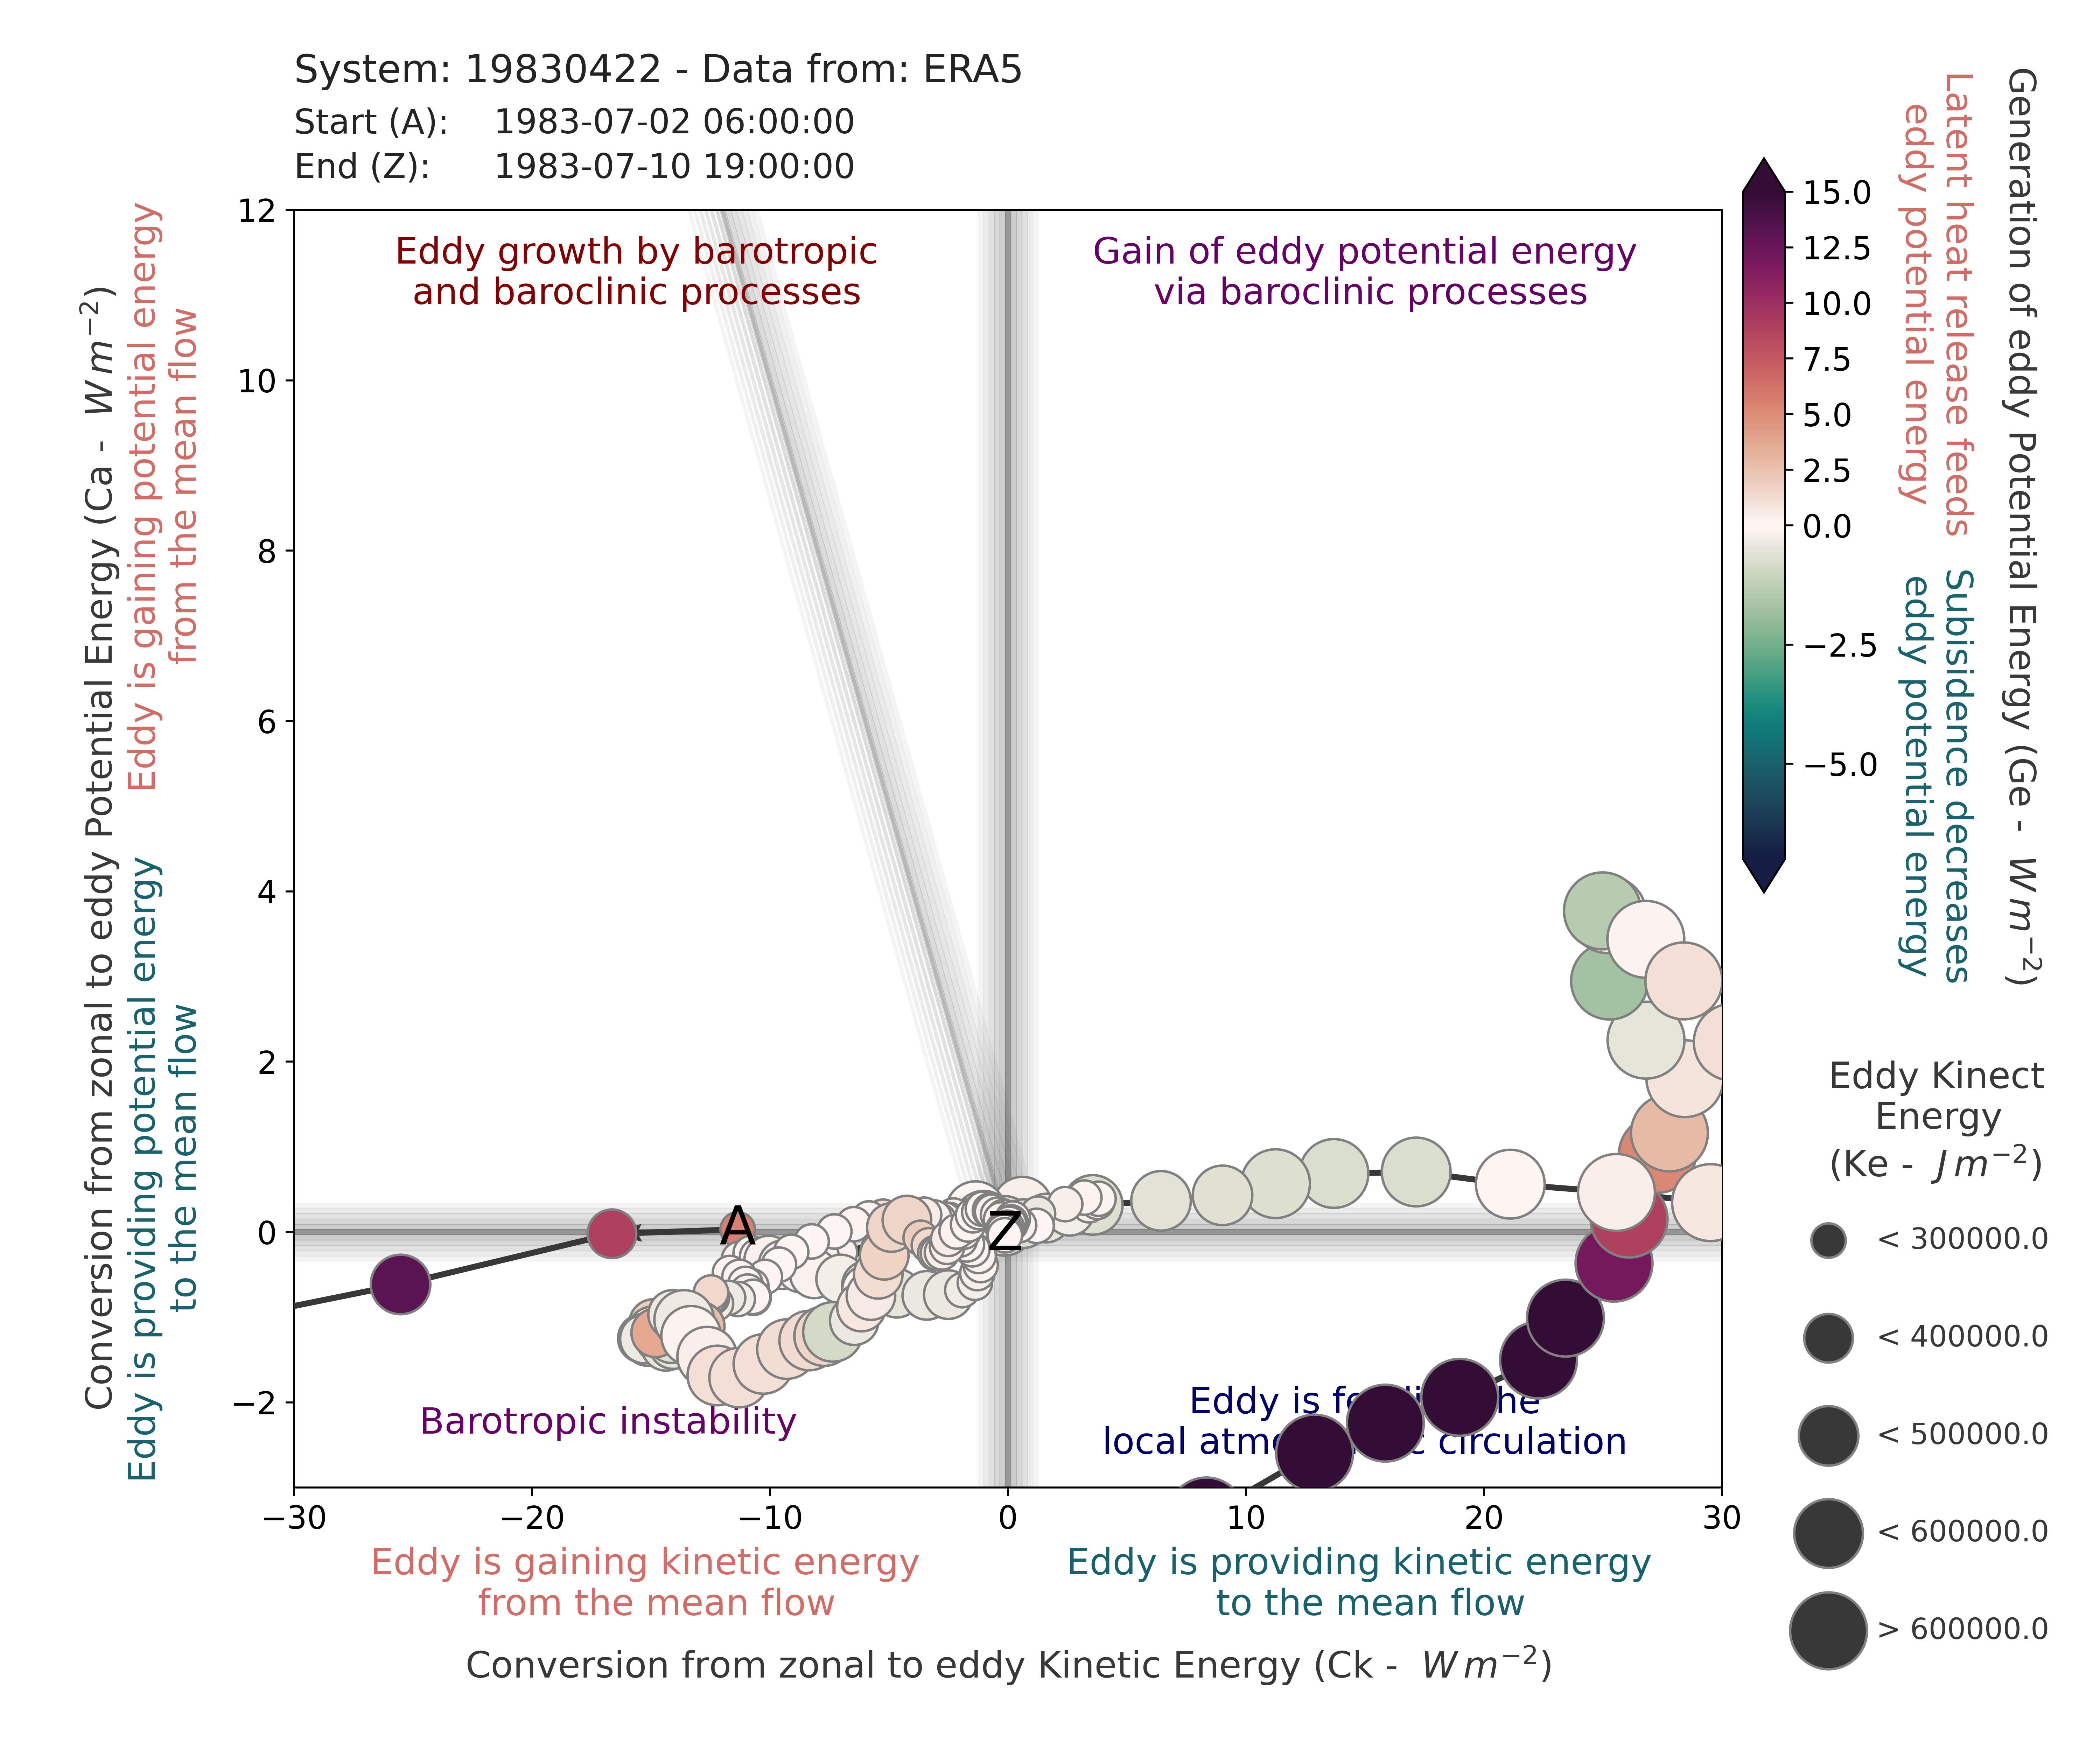 System: 19830422 - Data from: ERA5
Start (A): 1983-07-02 06:00:00
End (Z): 1983-07-10 19:00:00
Conversion from zonal to eddy Potential Energy (Ca - W m⁻²)
Eddy is gaining potential energy
from the mean flow
Eddy is providing potential energy
to the mean flow
12
10
8
6
4
2
0
−2
Eddy growth by barotropic
and baroclinic processes
Gain of eddy potential energy
via baroclinic processes
A
Z
Barotropic instability
Eddy is
local circulation
−30
−20
−10
0
10
20
30
Eddy is gaining kinetic energy
from the mean flow
Eddy is providing kinetic energy
to the mean flow
Conversion from zonal to eddy Kinetic Energy (Ck - W m⁻²)
15.0
12.5
10.0
7.5
5.0
2.5
0.0
−2.5
−5.0
Latent heat release feeds
eddy potential energy
Subisidence decreases
eddy potential energy
Generation of eddy Potential Energy (Ge - W m⁻²)
Eddy Kinect
Energy
(Ke - J m⁻²)
< 300000.0
< 400000.0
< 500000.0
< 600000.0
> 600000.0